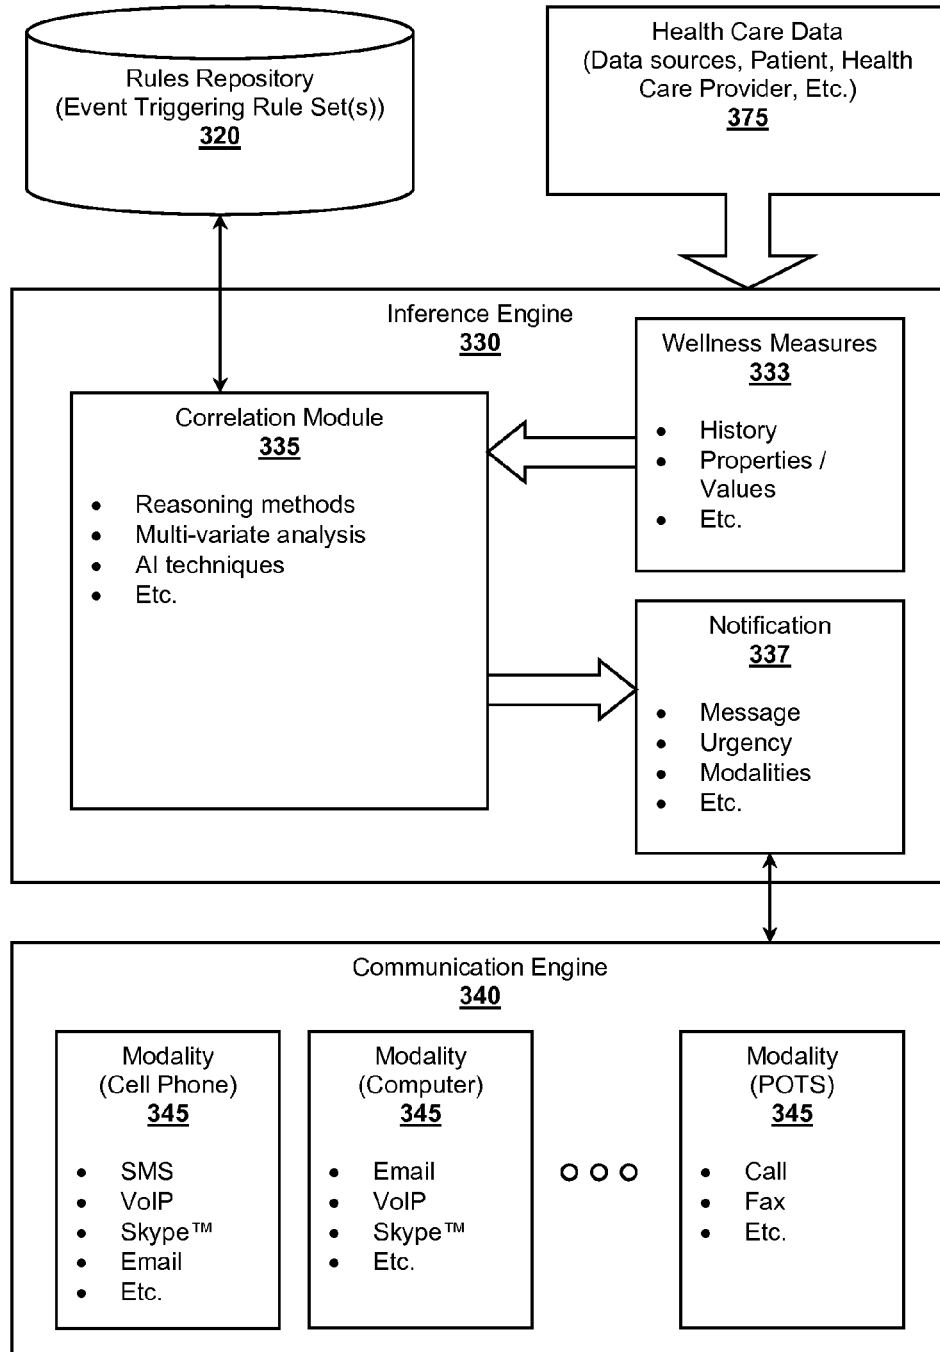 Rules Repository
(Event Triggering Rule Set(s))
320
Health Care Data
(Data sources, Patient, Health
Care Provider, Etc.)
375
Inference Engine
330
Wellness Measures
333
• History
• Properties /
Values
• Etc.
Correlation Module
335
• Reasoning methods
• Multi-variate analysis
• AI techniques
• Etc.
Notification
337
• Message
• Urgency
• Modalities
• Etc.
Communication Engine
340
Modality
(Cell Phone)
345
• SMS
• VoIP
• Skype™
• Email
• Etc.
Modality
(Computer)
345
• Email
• VoIP
• Skype™
• Etc.
Modality
(POTS)
345
• Call
• Fax
• Etc.